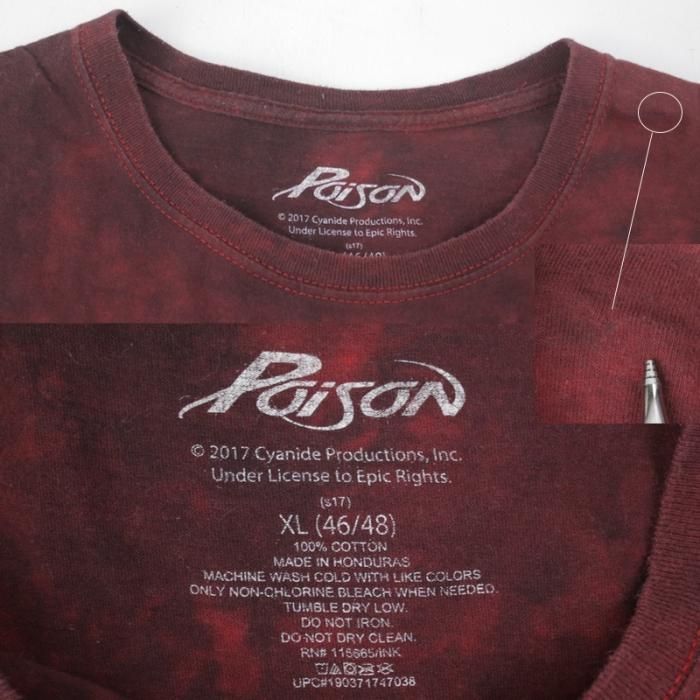 Poison
© 2017 Cyanide Productions, Inc.
Under License to Epic Rights.
(s17)
XL (46/48)
Poison
© 2017 Cyanide Productions, Inc.
Under License to Epic Rights.
(s17)
XL (46/48)
100% COTTON
MADE IN HONDURAS
MACHINE WASH COLD WITH LIKE COLORS
ONLY NON-CHLORINE BLEACH WHEN NEEDED.
TUMBLE DRY LOW.
DO NOT IRON.
DO NOT DRY CLEAN.
RN# 115665/INK
UPC#190371747038